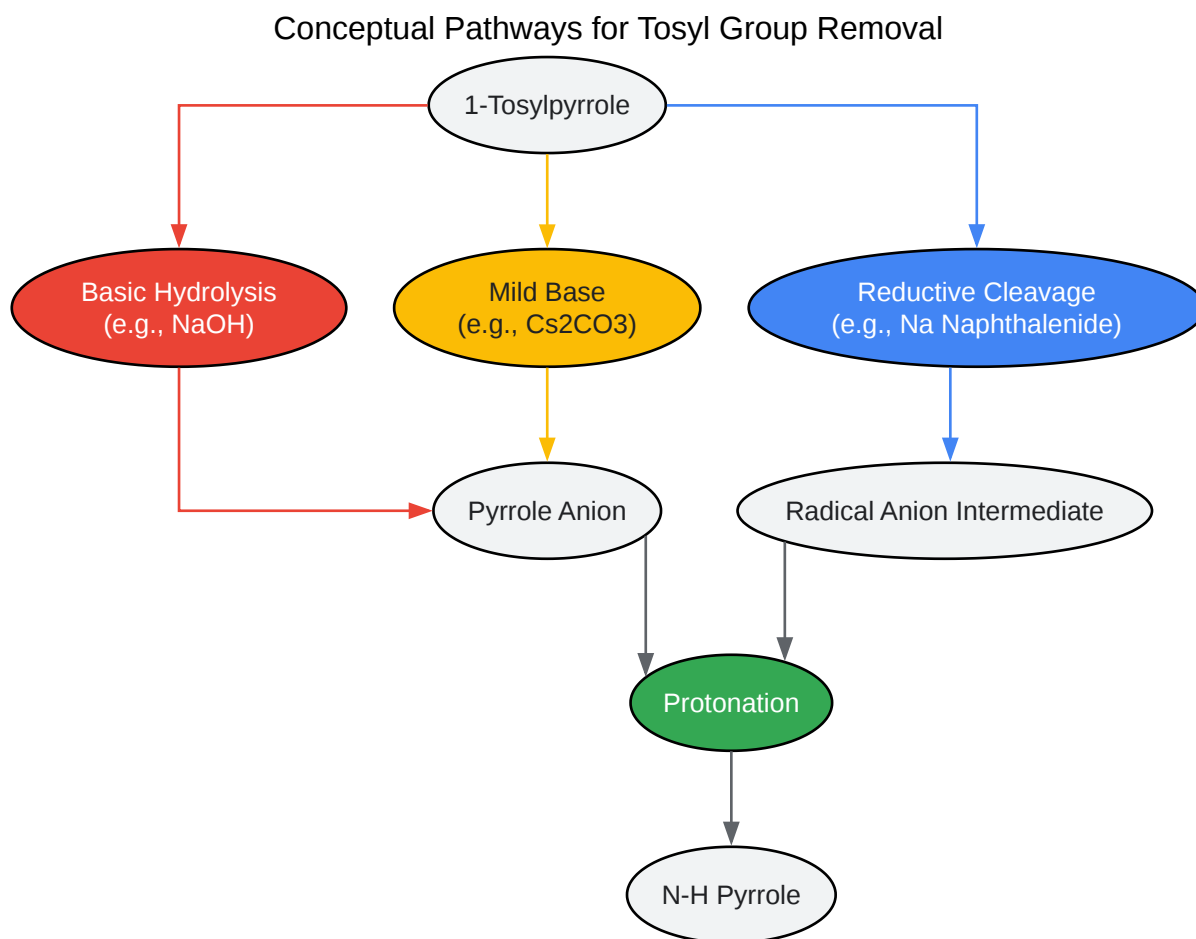 Conceptual Pathways for Tosyl Group Removal
1-Tosylpyrrole
Basic Hydrolysis
(e.g., NaOH)
Mild Base
(e.g., Cs2CO3)
Reductive Cleavage
(e.g., Na Naphthalenide)
Pyrrole Anion
Radical Anion Intermediate
Protonation
N-H Pyrrole